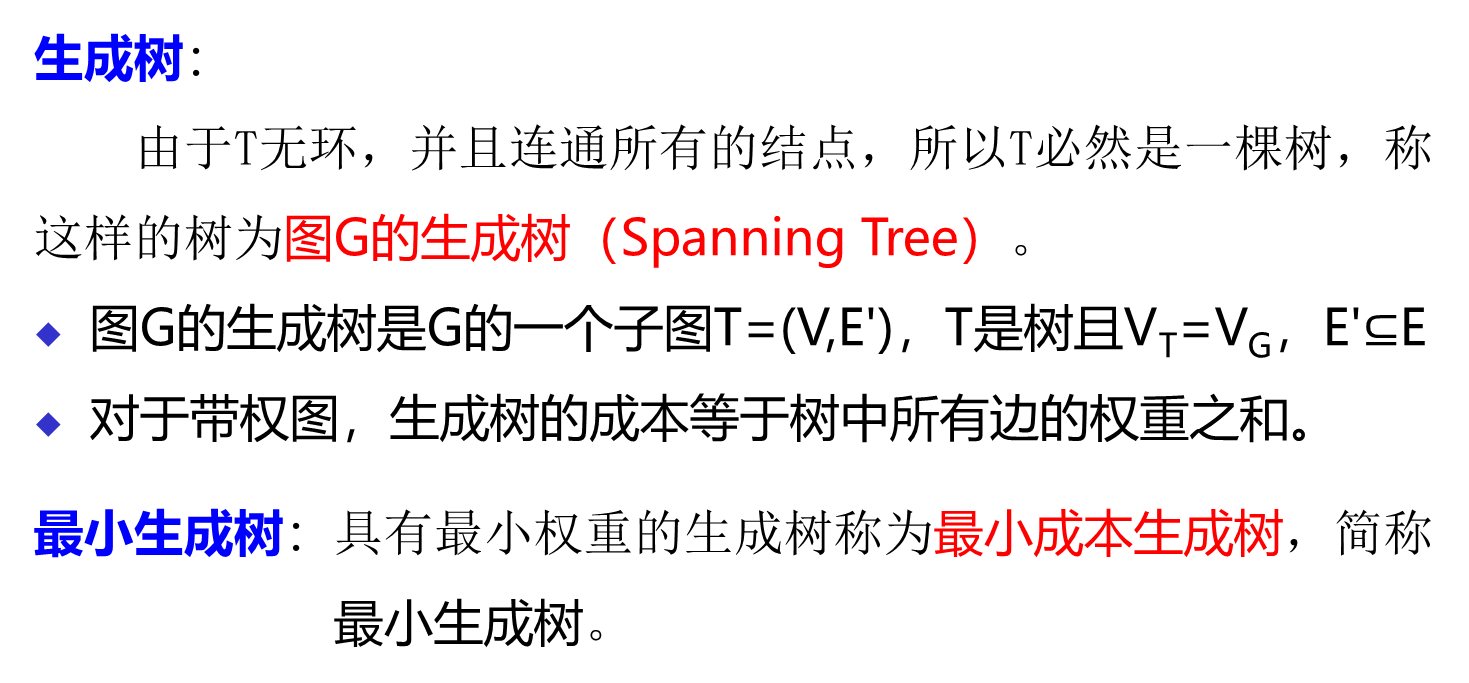 生成树：
由于T无环，并且连通所有的结点，所以T必然是一棵树，称
这样的树为图G的生成树（Spanning Tree）。
◆ 图G的生成树是G的一个子图T=(V,E')，T是树且V_T=V_G，E'⊆E
◆ 对于带权图，生成树的成本等于树中所有边的权重之和。
最小生成树：具有最小权重的生成树称为最小成本生成树，简称
最小生成树。